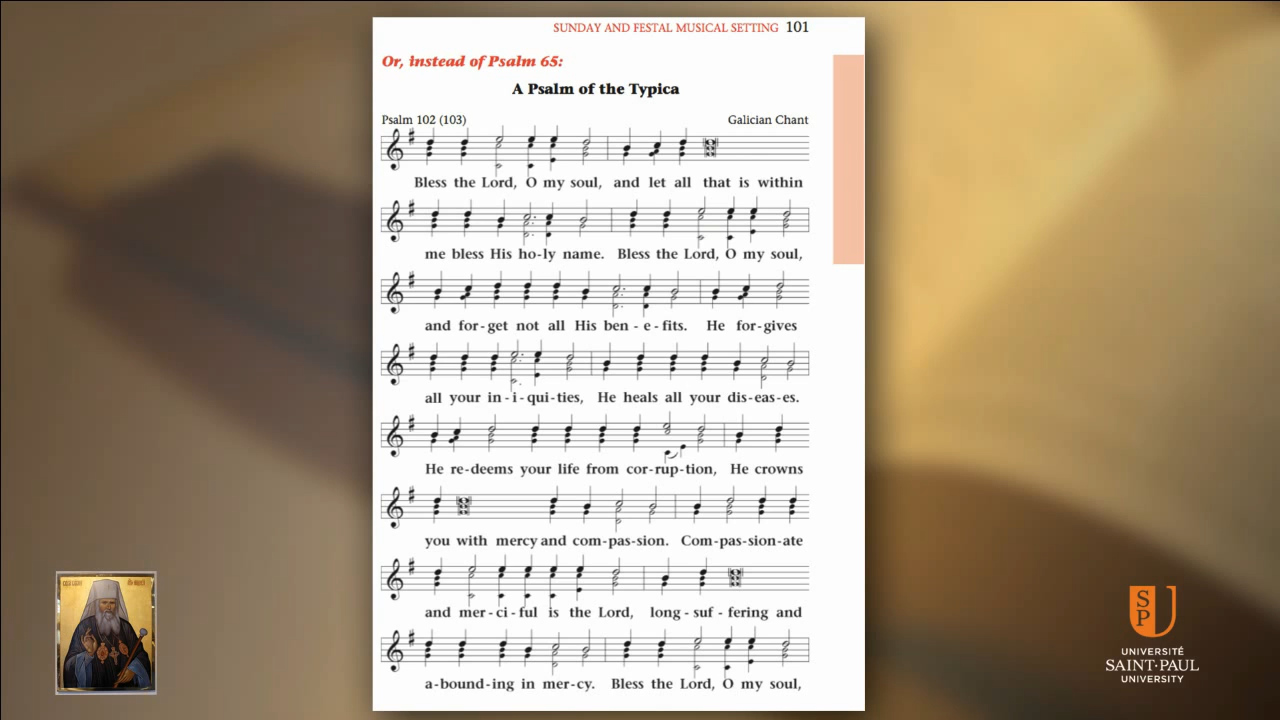 SUNDAY AND FESTAL MUSICAL SETTING 101
Or, instead of Psalm 65:
A Psalm of the Typica
Psalm 102 (103) Galician Chant
Bless the Lord, O my soul, and let all that is within
me bless His ho-ly name. Bless the Lord, O my soul,
and for-get not all His ben-e-fits. He for-gives
all your in-i-qui-ties, He heals all your dis-eas-es.
He re-deems your life from cor-rup-tion, He crowns
you with mercy and com-pas-sion. Com-pas-sion-ate
and mer-ci-ful is the Lord, long-suf-fering and
a-bound-ing in mer-cy. Bless the Lord, O my soul,
SP
UNIVERSITÉ
SAINT·PAUL
UNIVERSITY